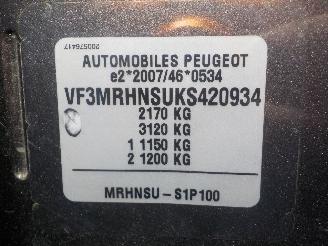 200576417
AUTOMOBILES PEUGEOT
e2*2007/46*0534
VF3MRHNSUKS420934
2170 KG
3120 KG
1 1150 KG
2 1200 KG
MRHNSU-S1P100